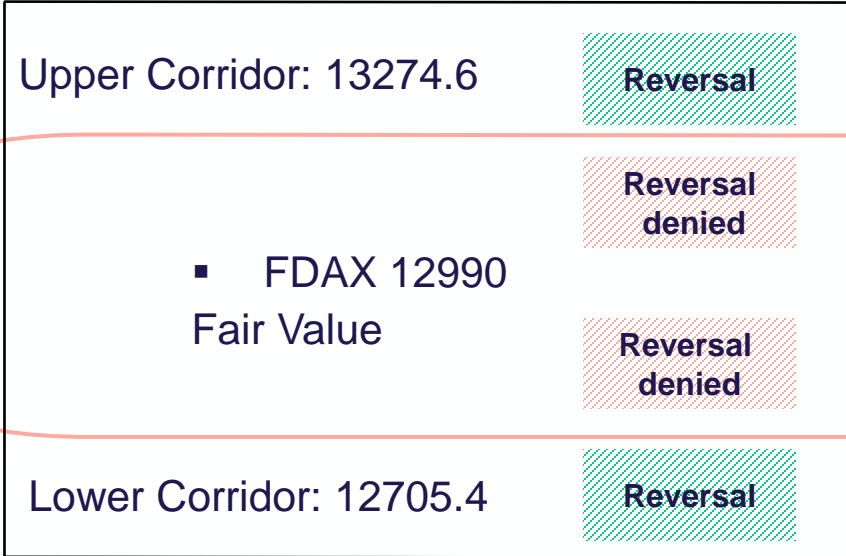 Upper Corridor: 13274.6
Reversal
Reversal
denied
▪ FDAX 12990
Fair Value
Reversal
denied
Lower Corridor: 12705.4
Reversal